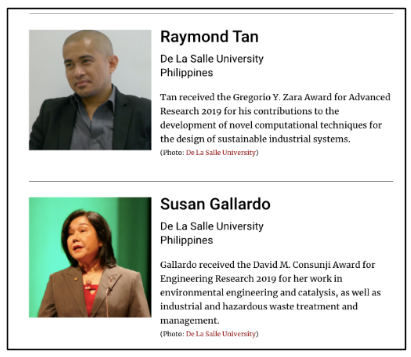 Raymond Tan
De La Salle University
Philippines
Tan received the Gregorio Y. Zara Award for Advanced
Research 2019 for his contributions to the
development of novel computational techniques for
the design of sustainable industrial systems.
(Photo: De La Salle University)
Susan Gallardo
De La Salle University
Philippines
Gallardo received the David M. Consunji Award for
Engineering Research 2019 for her work in
environmental engineering and catalysis, as well as
industrial and hazardous waste treatment and
management.
(Photo: De La Salle University)